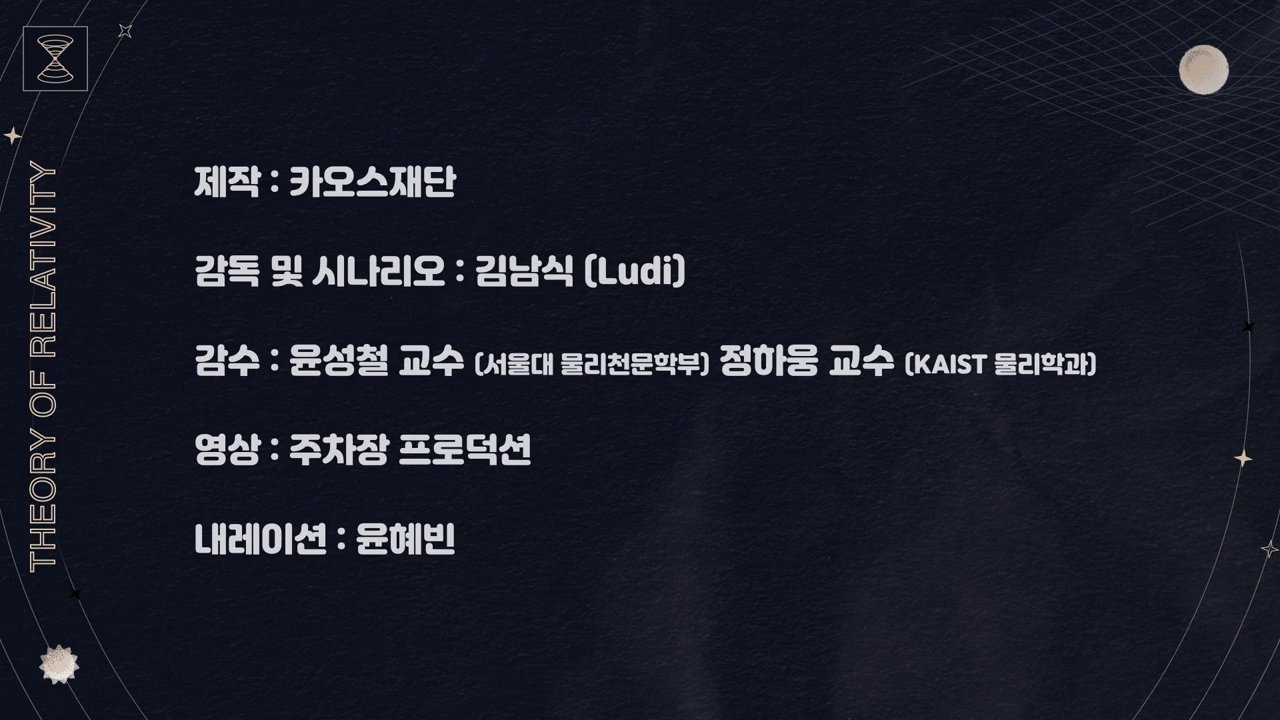 THEORY OF RELATIVITY
제작 : 카오스재단
감독 및 시나리오 : 김남식 (Ludi)
감수 : 윤성철 교수 (서울대 물리천문학부) 정하웅 교수 (KAIST 물리학과)
영상 : 주차장 프로덕션
내레이션 : 윤혜빈